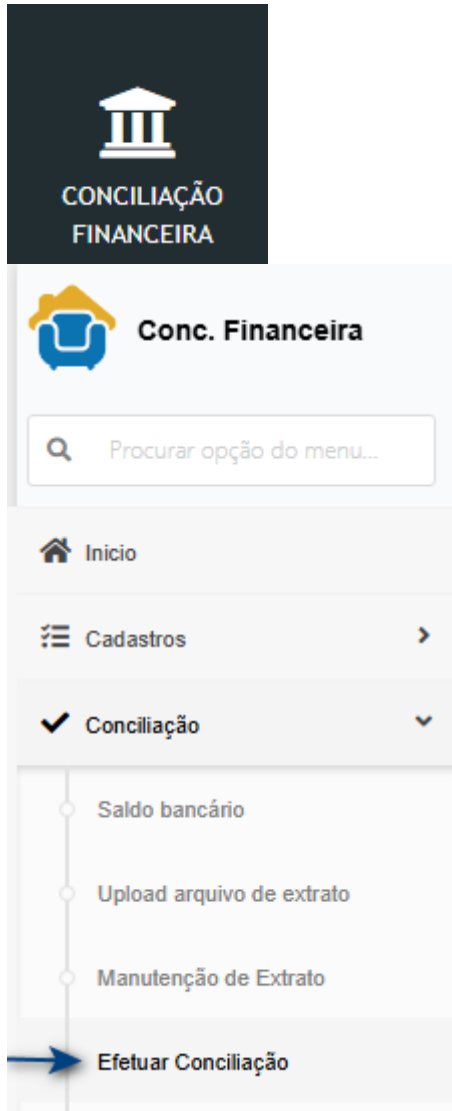 CONCILIAÇÃO
FINANCEIRA
Conc. Financeira
Procurar opção do menu...
Inicio
Cadastros
Conciliação
Saldo bancário
Upload arquivo de extrato
Manutenção de Extrato
Efetuar Conciliação